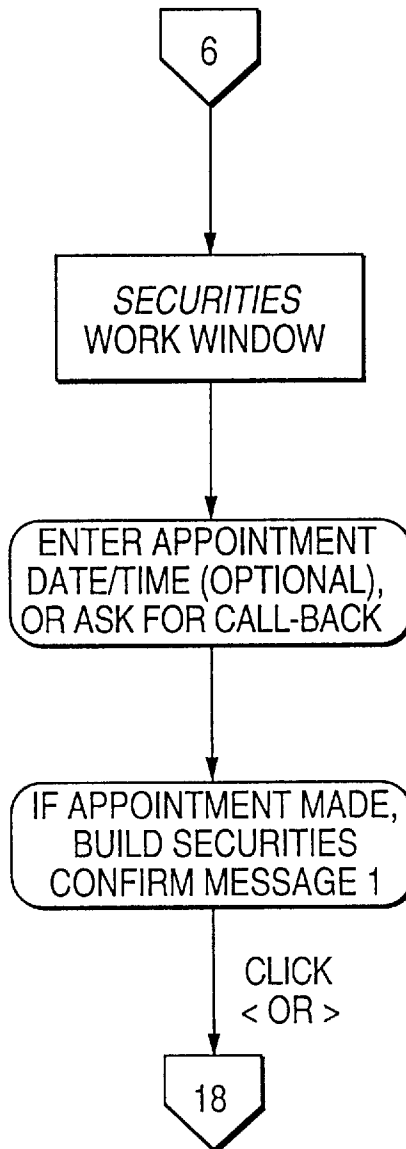 6
SECURITIES
WORK WINDOW
ENTER APPOINTMENT
DATE/TIME (OPTIONAL),
OR ASK FOR CALL-BACK
IF APPOINTMENT MADE,
BUILD SECURITIES
CONFIRM MESSAGE 1
CLICK
< OR >
18